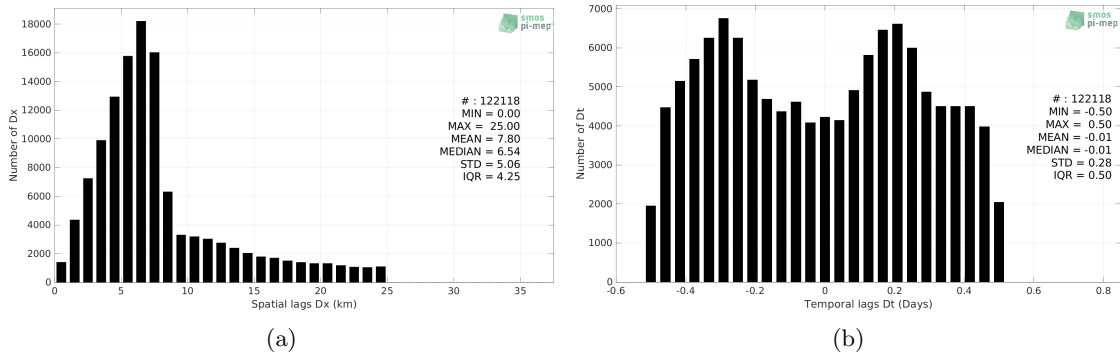 18000
16000
14000
12000
10000
8000
6000
4000
2000
0
Number of Dx
smos
pi-mep
# : 122118
MIN = 0.00
MAX = 25.00
MEAN = 7.80
MEDIAN = 6.54
STD = 5.06
IQR = 4.25
0 5 10 15 20 25 30 35
Spatial lags Dx (km)
(a)
7000
6000
5000
4000
3000
2000
1000
0
Number of Dt
smos
pi-mep
# : 122118
MIN = -0.50
MAX = 0.50
MEAN = -0.01
MEDIAN = -0.01
STD = 0.28
IQR = 0.50
-0.6 -0.4 -0.2 0 0.2 0.4 0.6 0.8
Temporal lags Dt (Days)
(b)